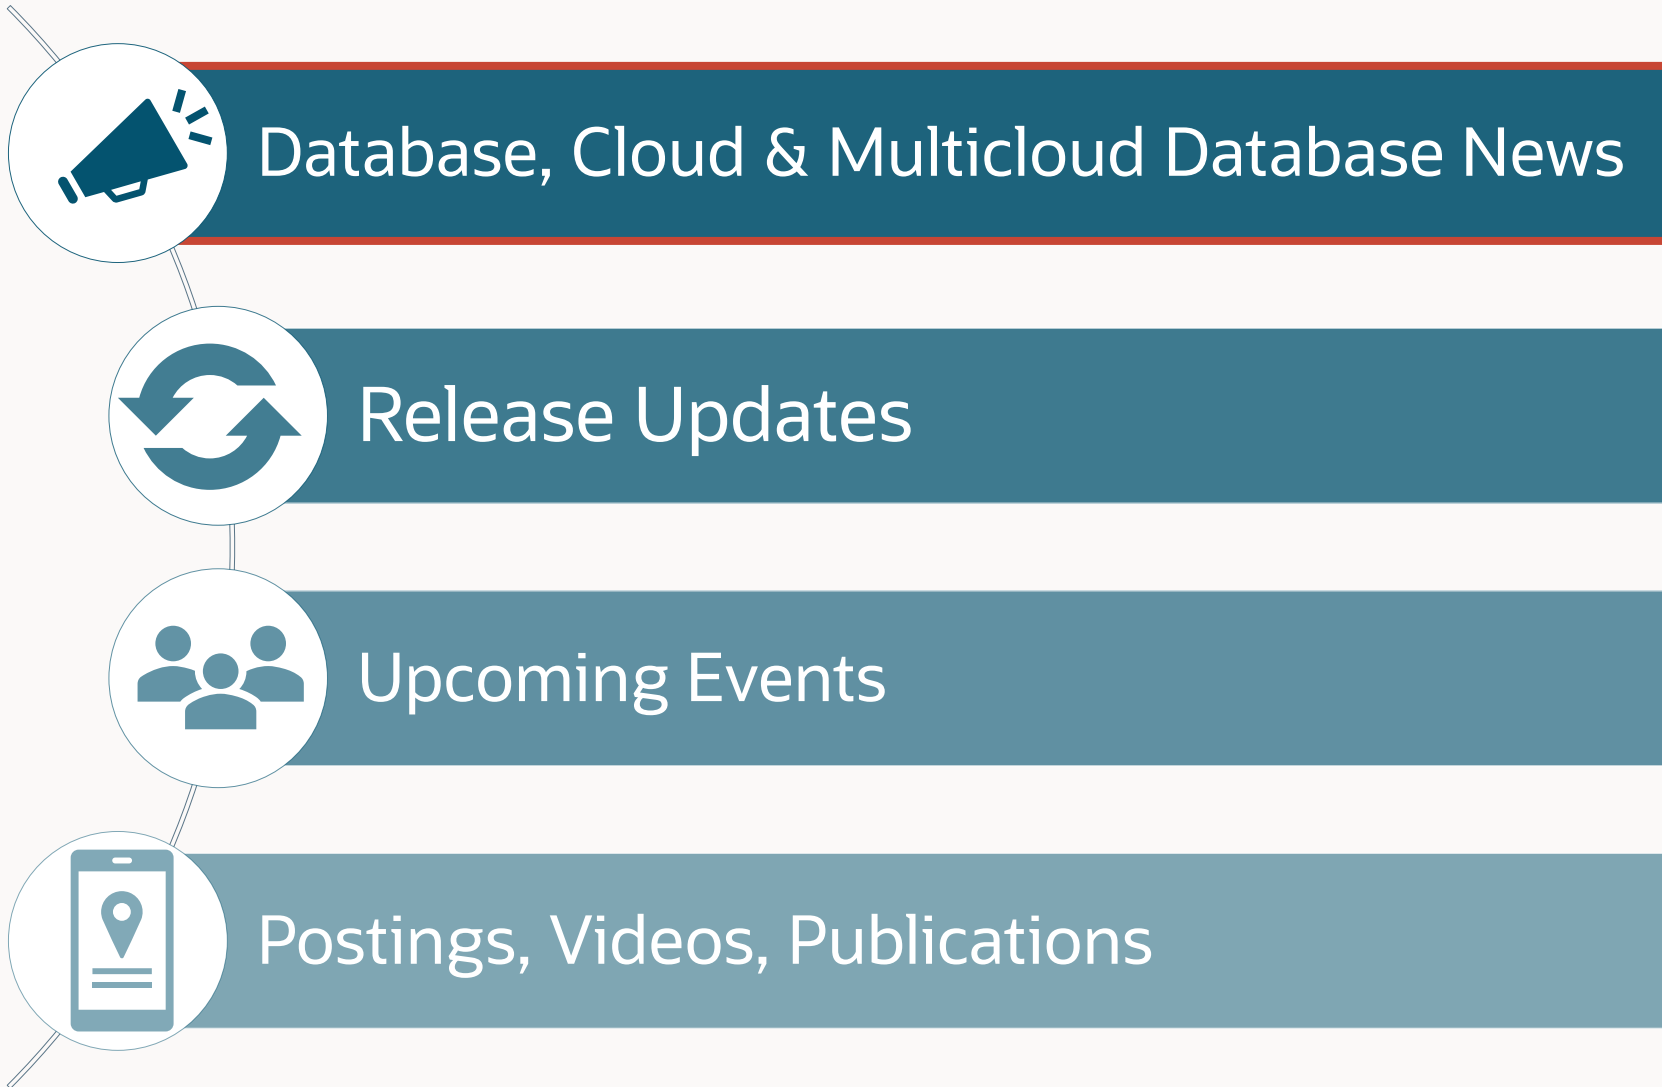 Database, Cloud & Multicloud Database News
Release Updates
Upcoming Events
Postings, Videos, Publications